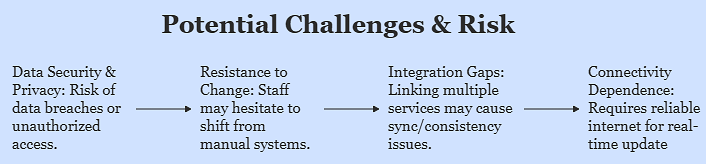 Potential Challenges & Risk
Data Security &
Privacy: Risk of
data breaches or
unauthorized
access.
Resistance to
Change: Staff
may hesitate to
shift from
manual systems.
Integration Gaps:
Linking multiple
services may cause
sync/consistency
issues.
Connectivity
Dependence:
Requires reliable
internet for real-
time update